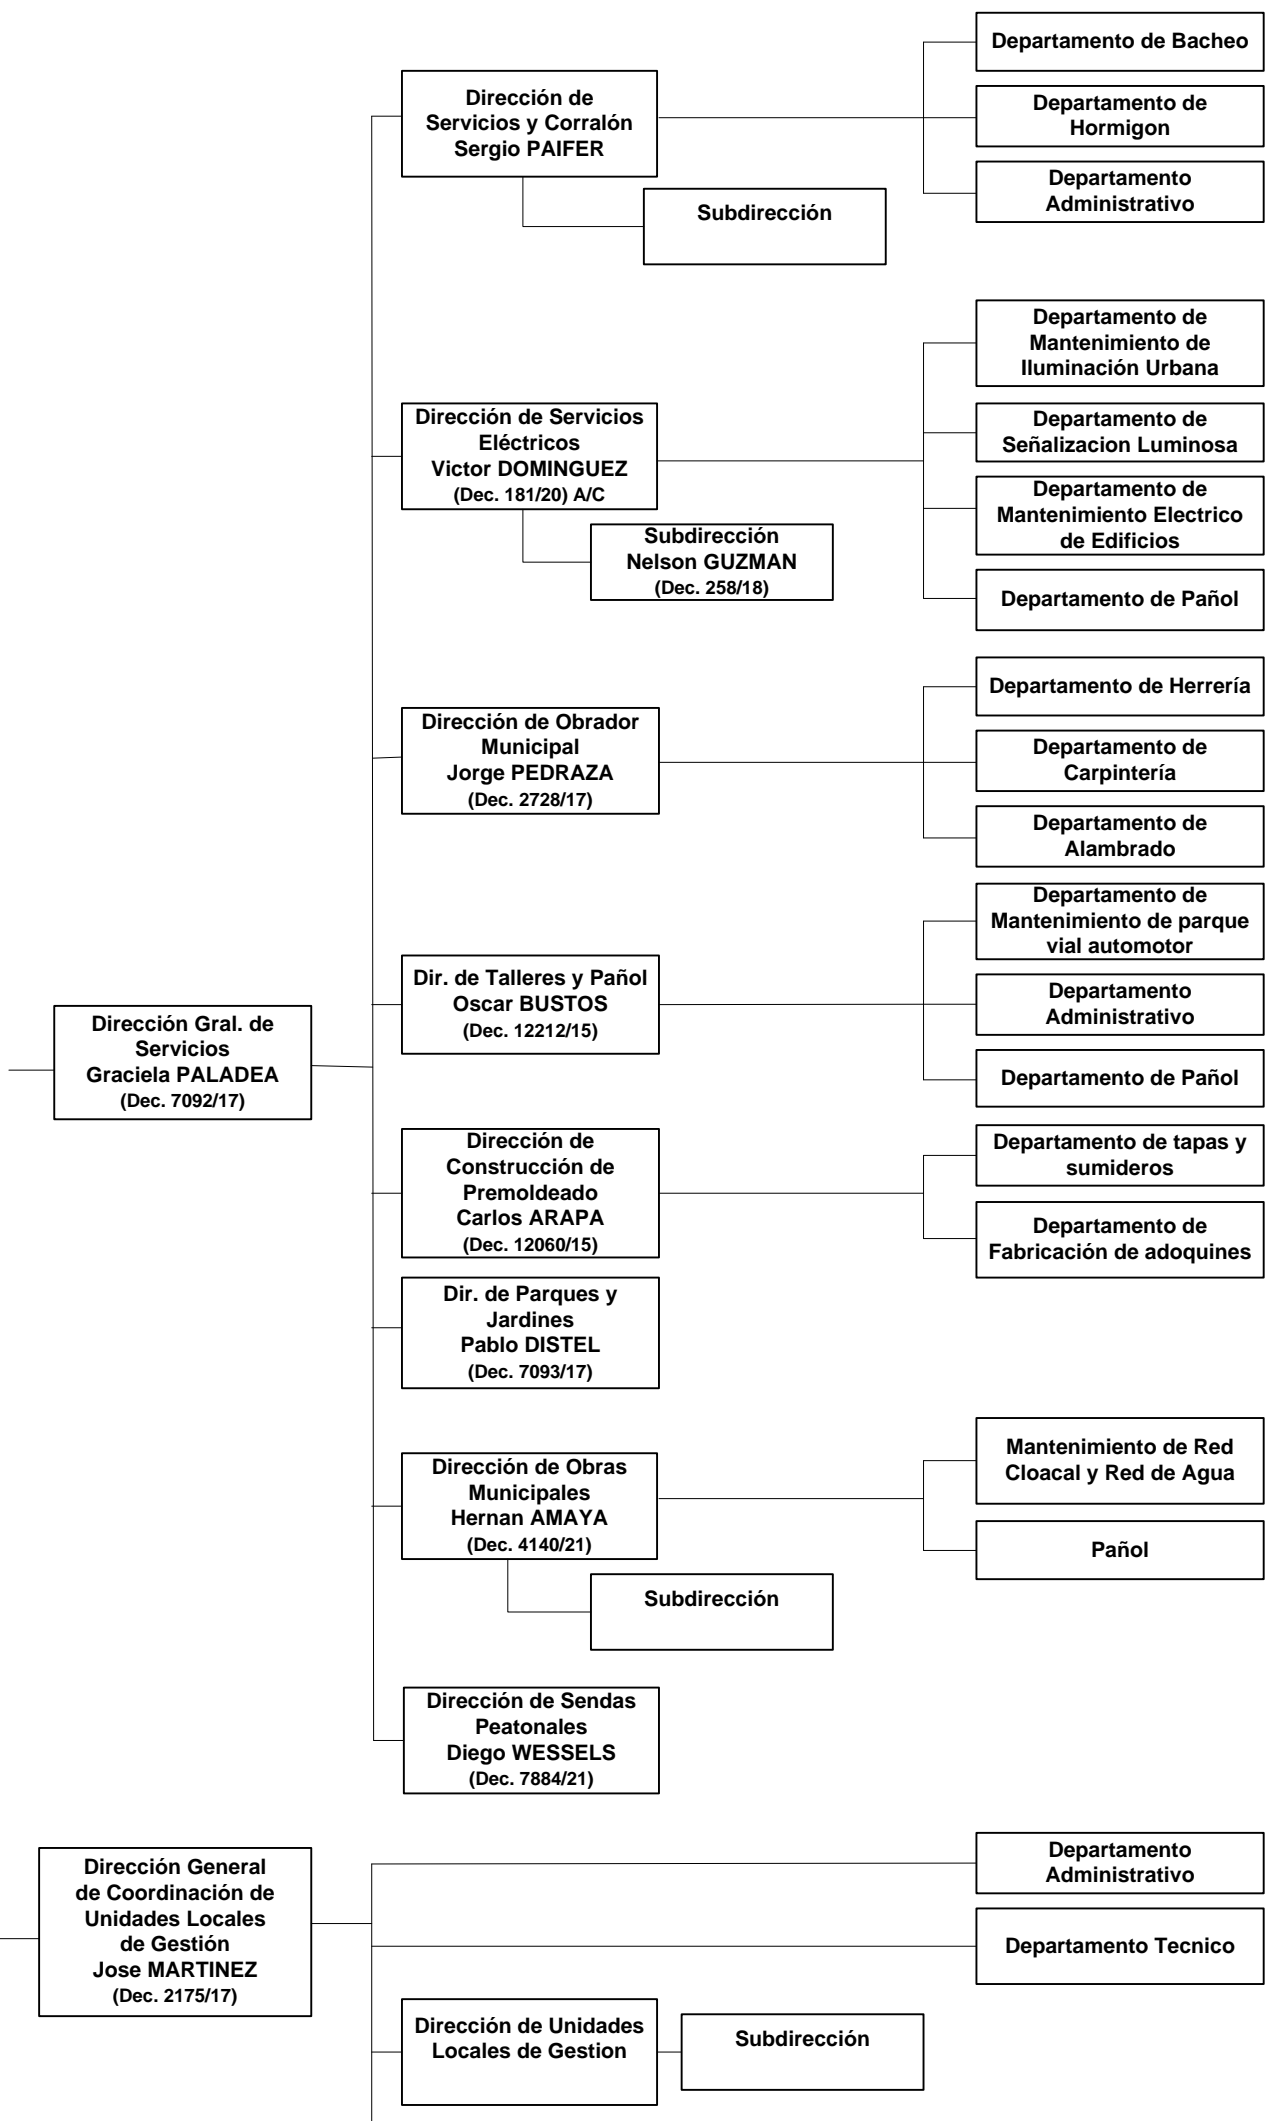 Departamento de Bacheo
Dirección de
Servicios y Corralón
Sergio PAIFER
Departamento de
Hormigon
Departamento
Administrativo
Subdirección
Departamento de
Mantenimiento de
Iluminación Urbana
Dirección de Servicios
Eléctricos
Victor DOMINGUEZ
(Dec. 181/20) A/C
Departamento de
Señalizacion Luminosa
Departamento de
Mantenimiento Electrico
de Edificios
Subdirección
Nelson GUZMAN
(Dec. 258/18)
Departamento de Pañol
Departamento de Herrería
Dirección de Obrador
Municipal
Jorge PEDRAZA
(Dec. 2728/17)
Departamento de
Carpintería
Departamento de
Alambrado
Departamento de
Mantenimiento de parque
vial automotor
Dir. de Talleres y Pañol
Oscar BUSTOS
(Dec. 12212/15)
Departamento
Administrativo
Dirección Gral. de
Servicios
Graciela PALADEA
(Dec. 7092/17)
Departamento de Pañol
Dirección de
Construcción de
Premoldeado
Carlos ARAPA
(Dec. 12060/15)
Departamento de tapas y
sumideros
Departamento de
Fabricación de adoquines
Dir. de Parques y
Jardines
Pablo DISTEL
(Dec. 7093/17)
Mantenimiento de Red
Cloacal y Red de Agua
Dirección de Obras
Municipales
Hernan AMAYA
(Dec. 4140/21)
Pañol
Subdirección
Dirección de Sendas
Peatonales
Diego WESSELS
(Dec. 7884/21)
Departamento
Administrativo
Dirección General
de Coordinación de
Unidades Locales
de Gestión
Jose MARTINEZ
(Dec. 2175/17)
Departamento Tecnico
Dirección de Unidades
Locales de Gestion
Subdirección